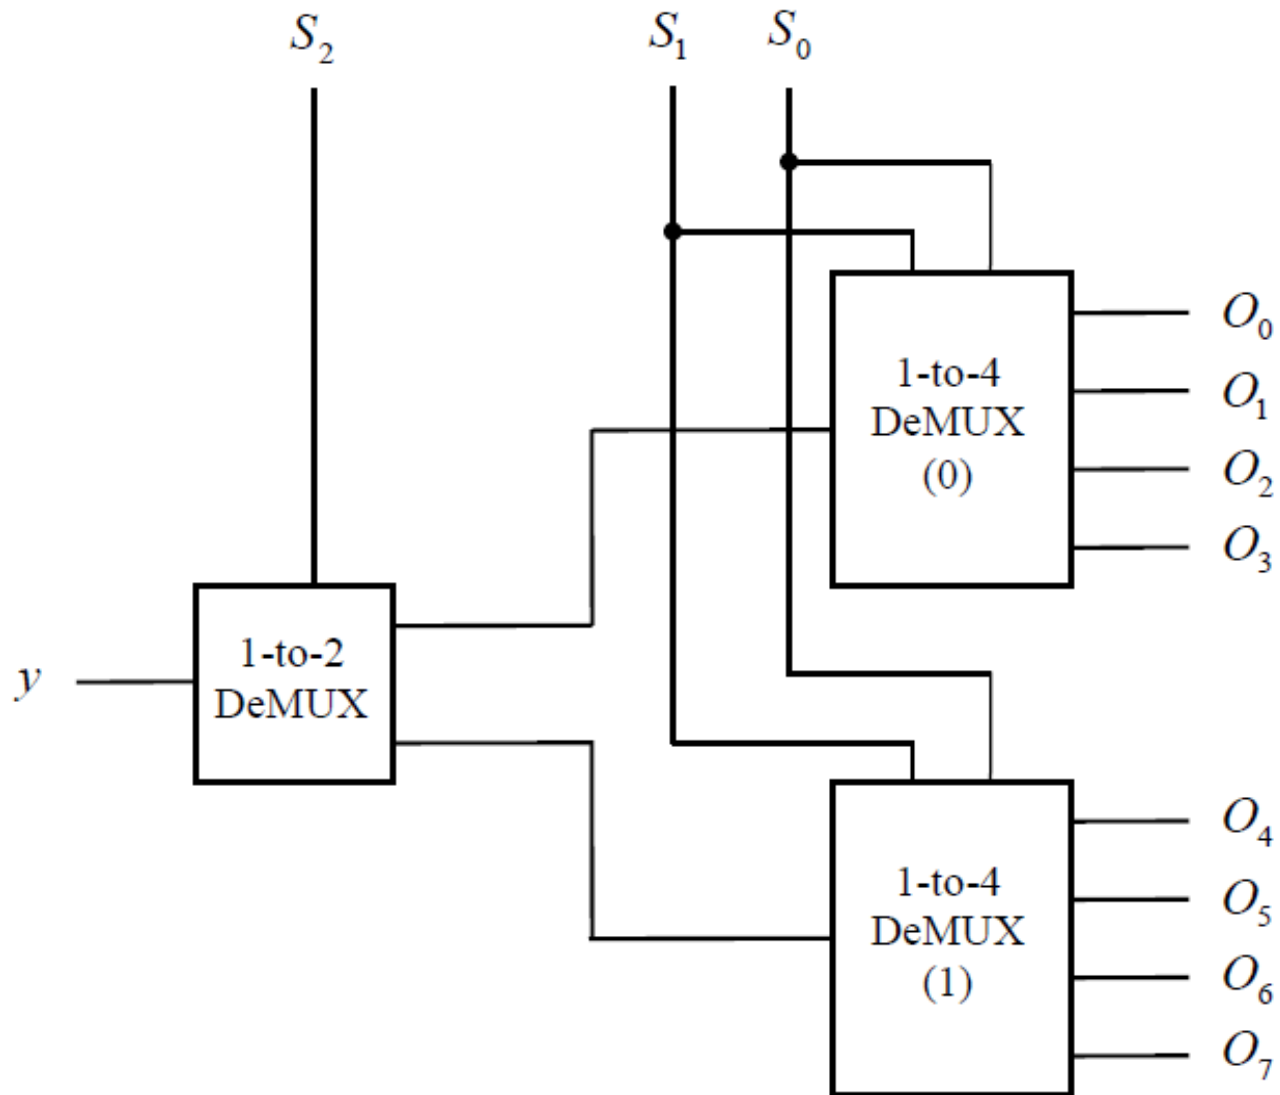 S₂
S₁
S₀
1-to-4
DeMUX
(0)
O₀
O₁
O₂
O₃
y
1-to-2
DeMUX
1-to-4
DeMUX
(1)
O₄
O₅
O₆
O₇